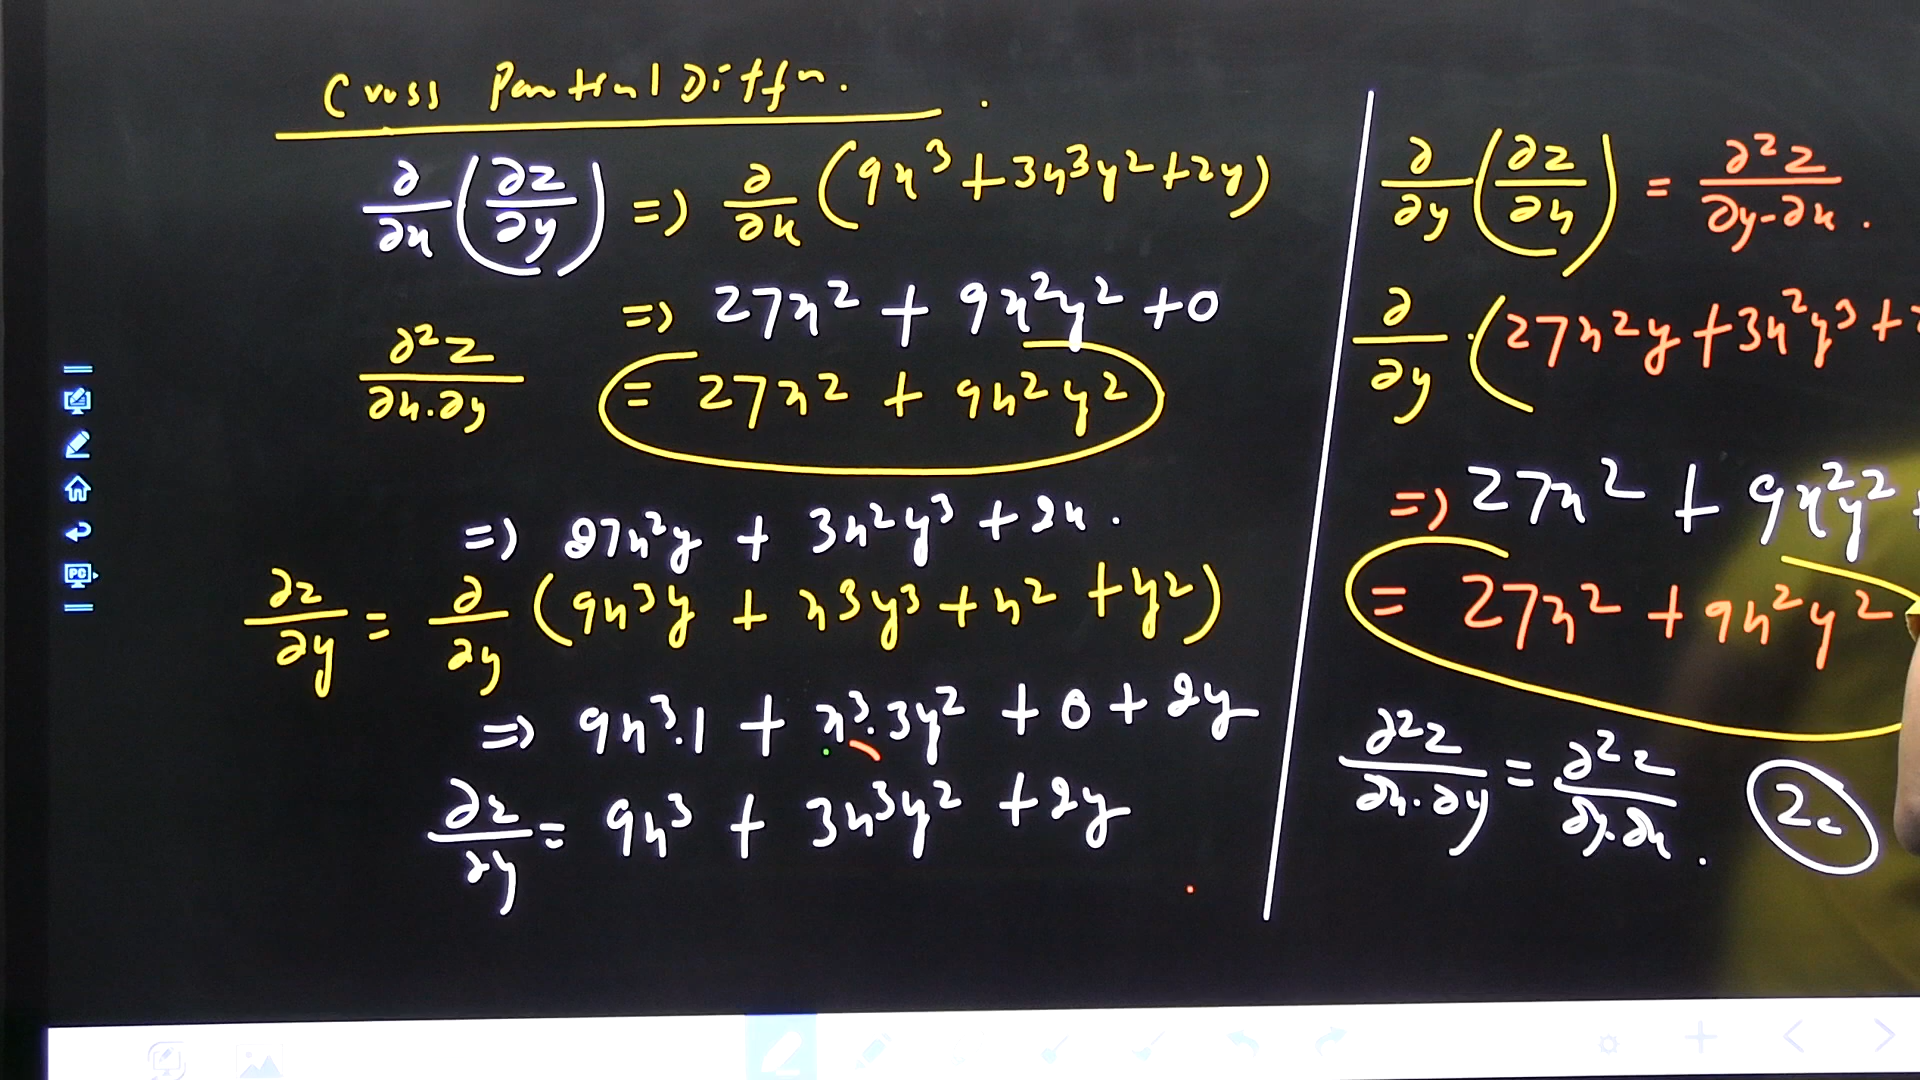 Cross Partial Diffn.
∂/∂x (∂z/∂y) => ∂/∂x (9x³ + 3x³y² + 2y)
=> 27x² + 9x²y² + 0
∂²z/∂x.∂y = 27x² + 9x²y²
=> 27x²y + 3x²y³ + 2x.
∂z/∂y = ∂/∂y (9x³y + x³y³ + x² + y²)
=> 9x³.1 + x³.3y² + 0 + 2y
∂z/∂y = 9x³ + 3x³y² + 2y
∂/∂y (∂z/∂x) = ∂²z/∂y-∂x.
∂/∂y . (27x²y + 3x²y³ +
=> 27x² + 9x²y² +
= 27x² + 9x²y²
∂²z/∂x.∂y = ∂²z/∂y.∂x.
PC